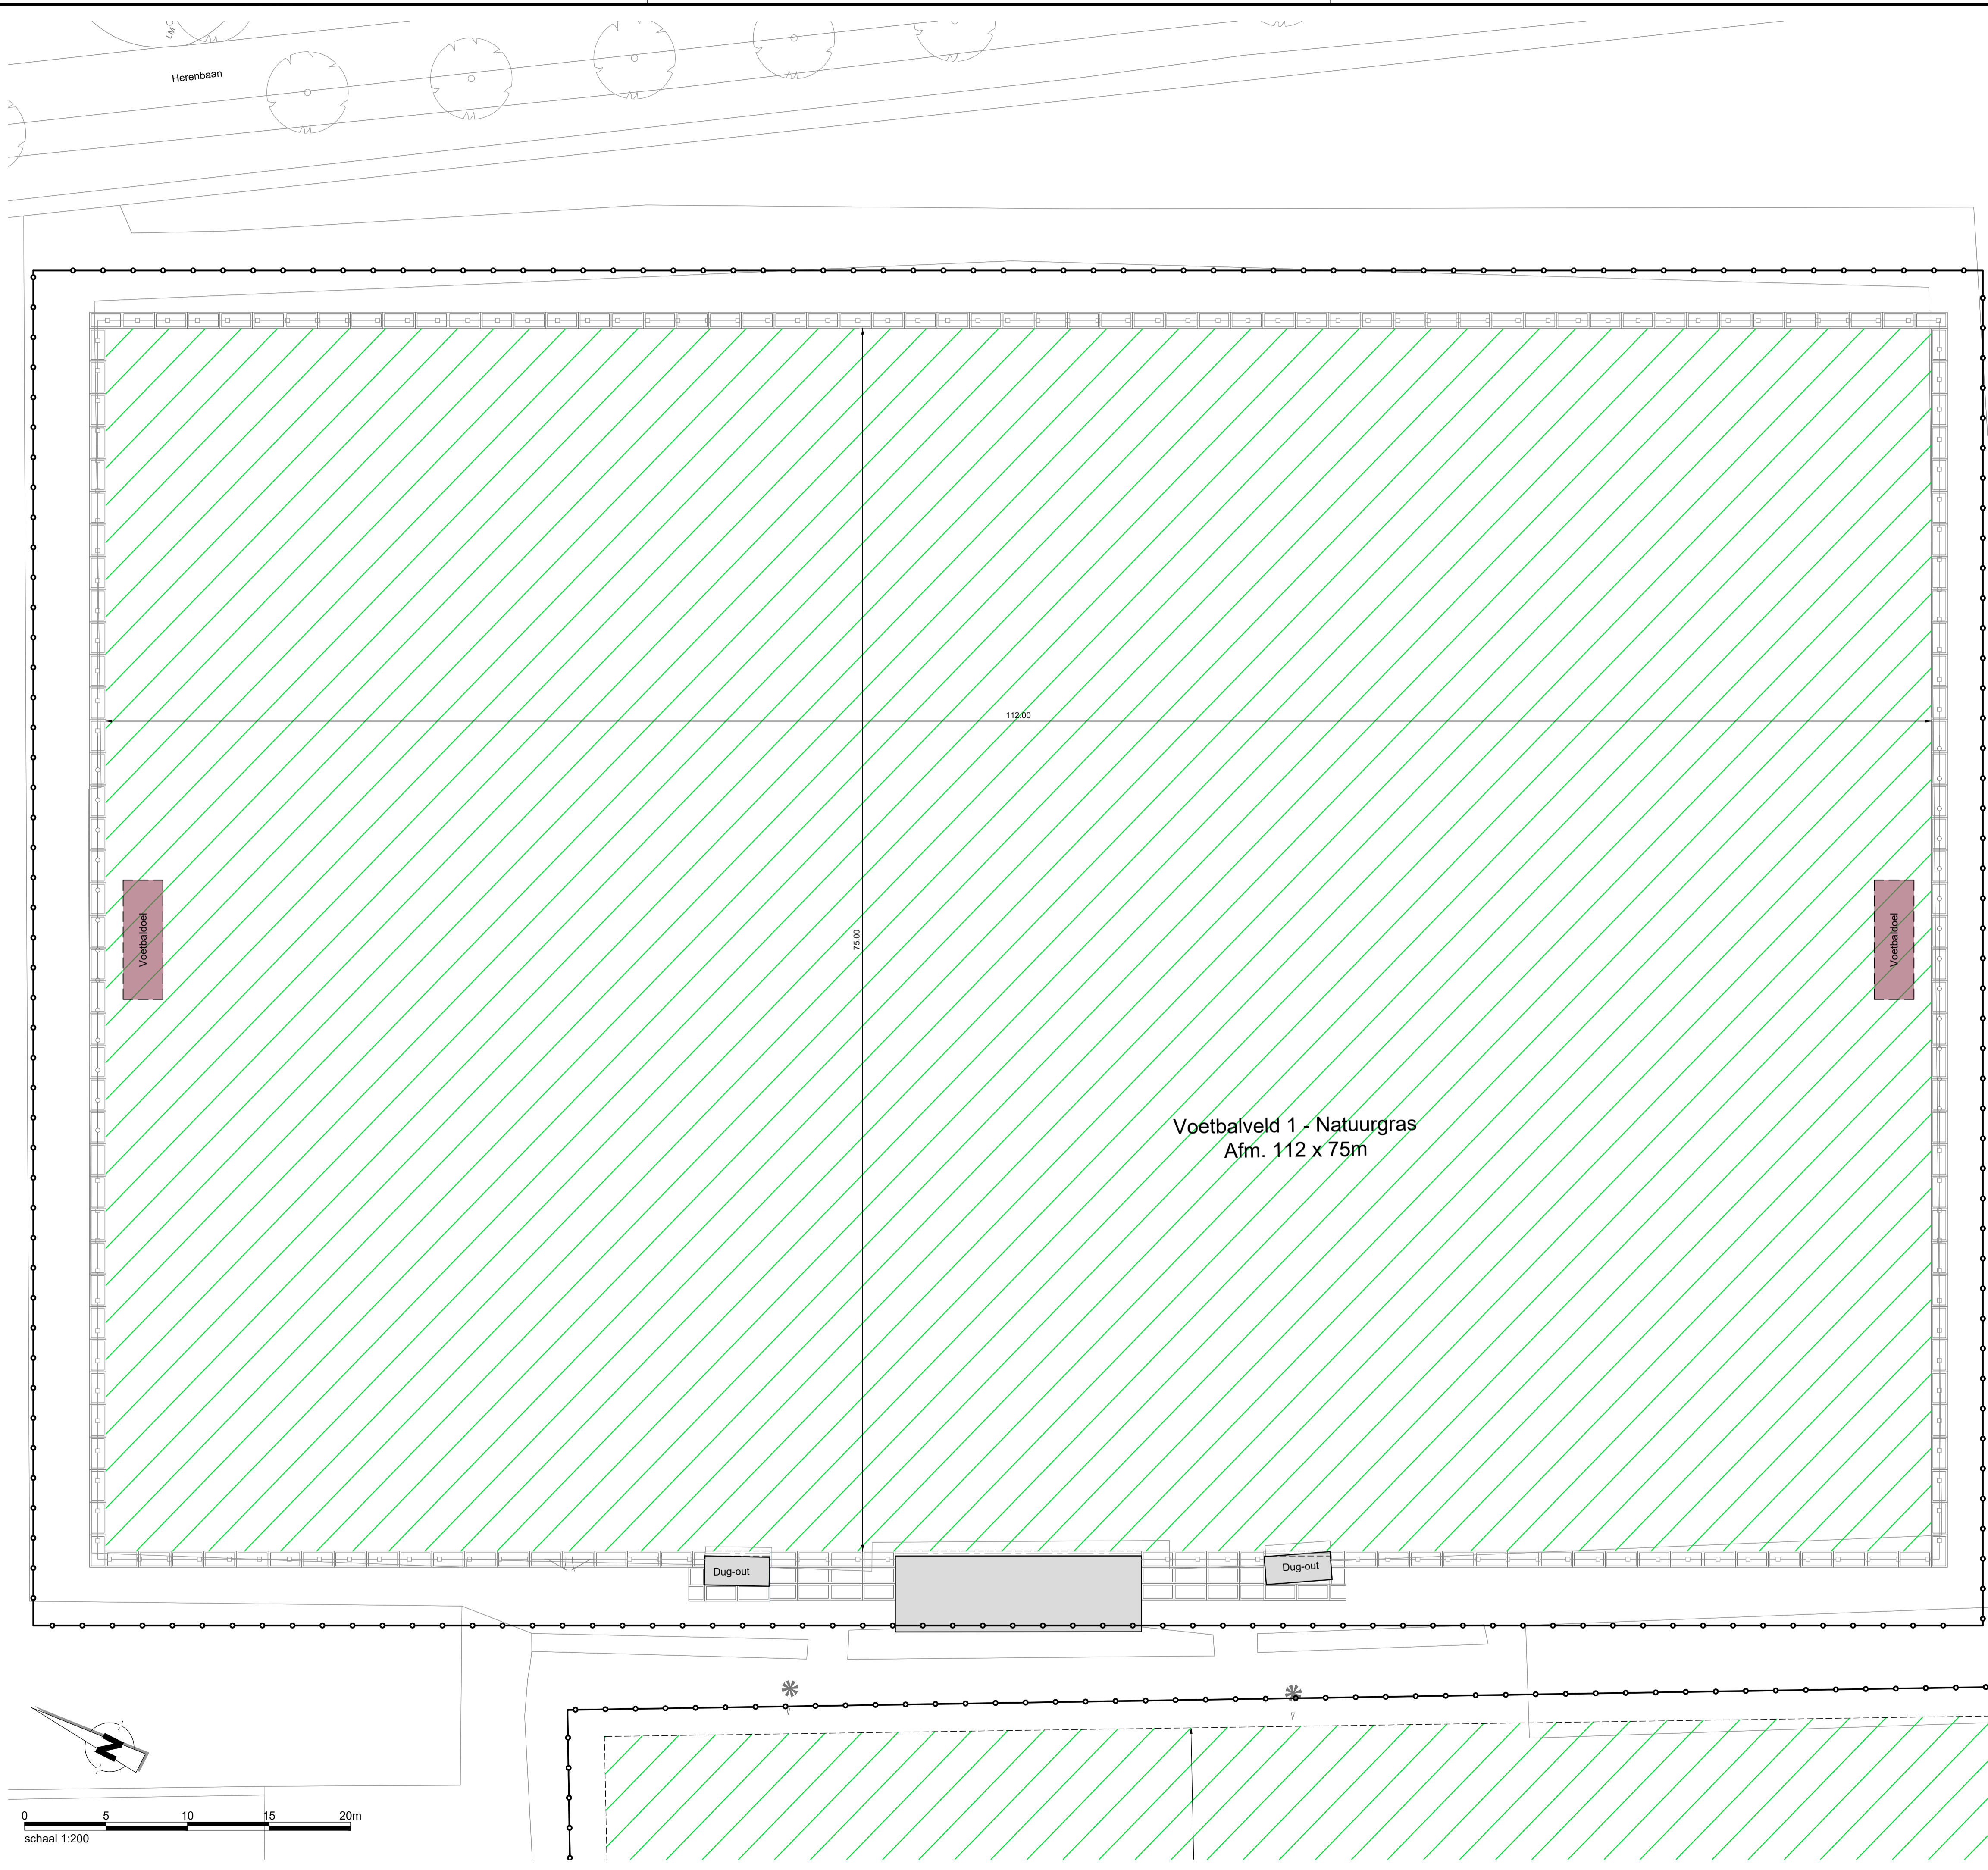 LM
Herenbaan
112.00
75.00
Voetbaldoel
Voetbaldoel
Voetbalveld 1 - Natuurgras
Afm. 112 x 75m
Dug-out
Dug-out
N
0 5 10 15 20m
schaal 1:200